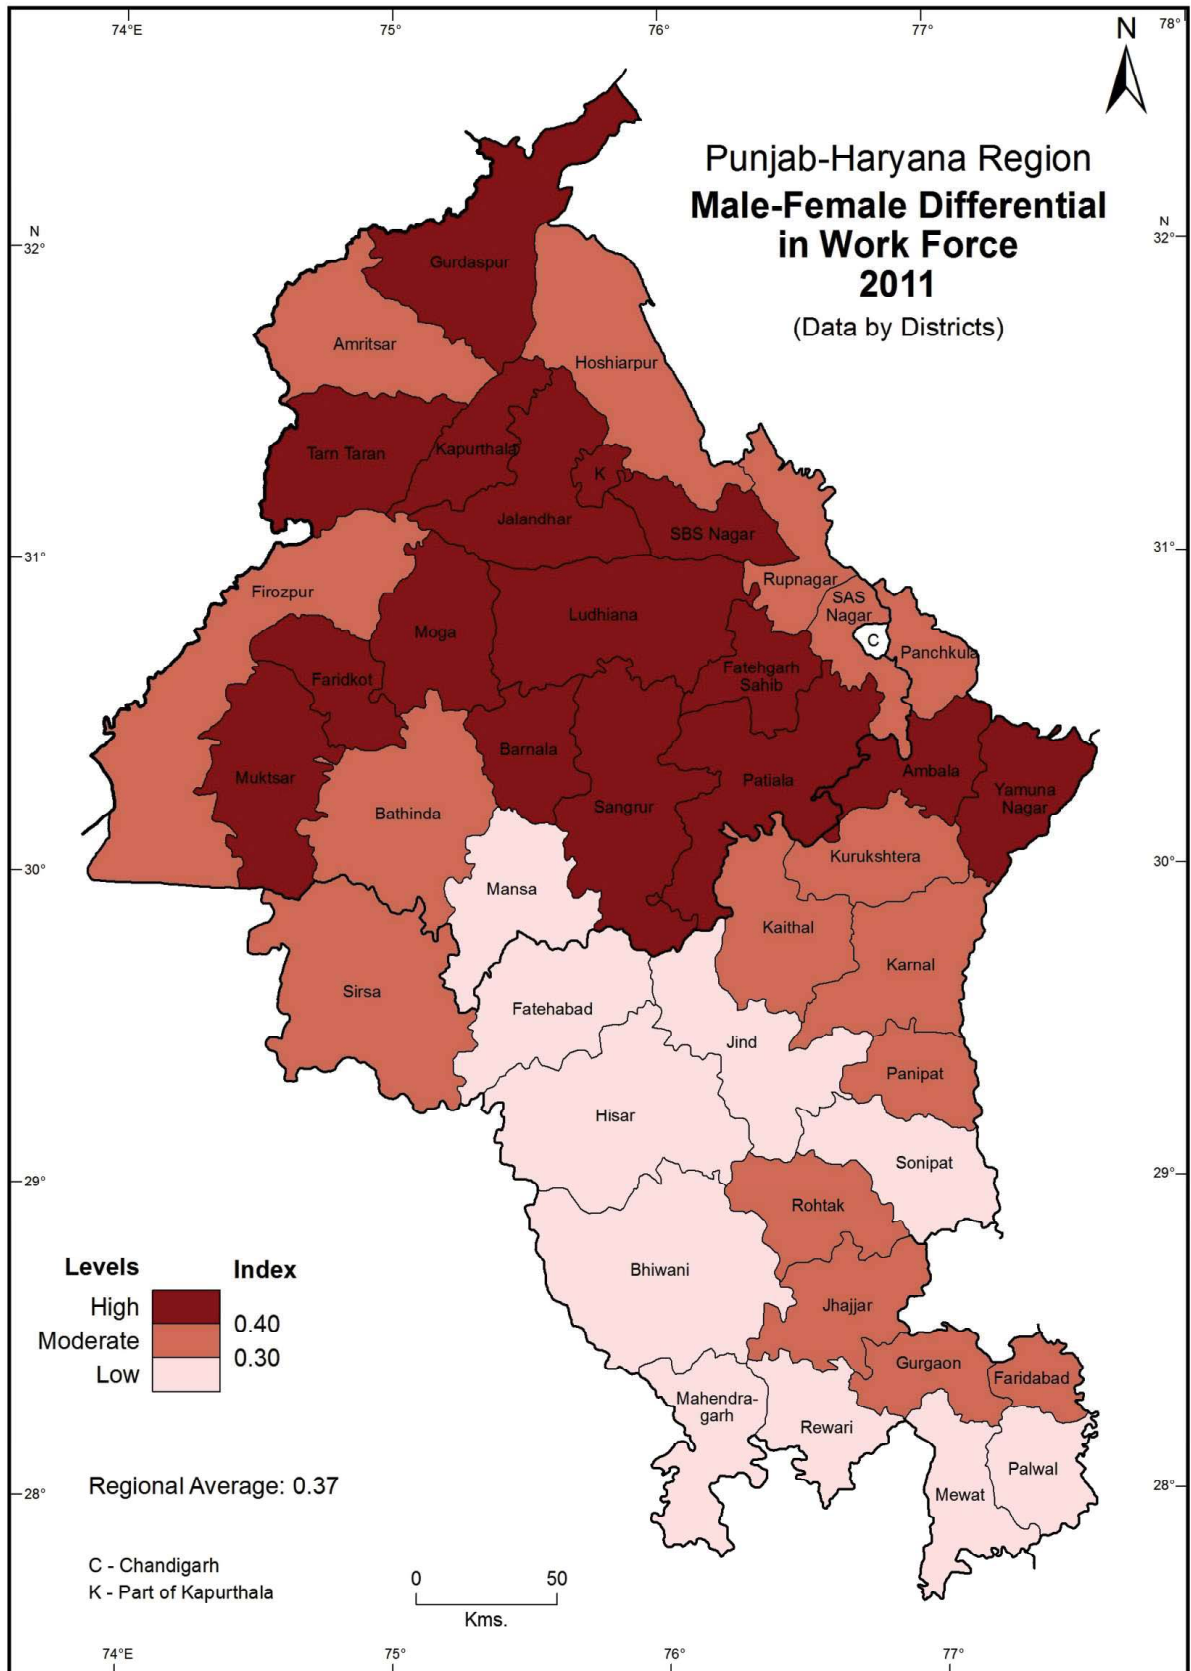 74°E 75° 76° 77° 78°
N
Punjab-Haryana Region
Male-Female Differential
in Work Force
2011
(Data by Districts)
N
32°
N
32°
Gurdaspur
Amritsar
Hoshiarpur
Tarn Taran
Kapurthala
K
Jalandhar
SBS Nagar
31°
31°
Firozpur
Rupnagar
SAS
Nagar
Ludhiana
Moga
C
Panchkula
Faridkot
Fatehgarh
Sahib
Barnala
Muktsar
Patiala
Ambala
Yamuna
Nagar
Sangrur
Bathinda
Kurukshtera
30°
30°
Mansa
Kaithal
Karnal
Sirsa
Fatehabad
Jind
Panipat
Hisar
Sonipat
29°
29°
Rohtak
Bhiwani
Jhajjar
Levels Index
High
0.40
Moderate
0.30
Low
Gurgaon
Faridabad
Mahendra-
garh
Rewari
Palwal
Mewat
Regional Average: 0.37
28°
28°
C - Chandigarh
K - Part of Kapurthala
0 50
Kms.
74°E 75° 76° 77°